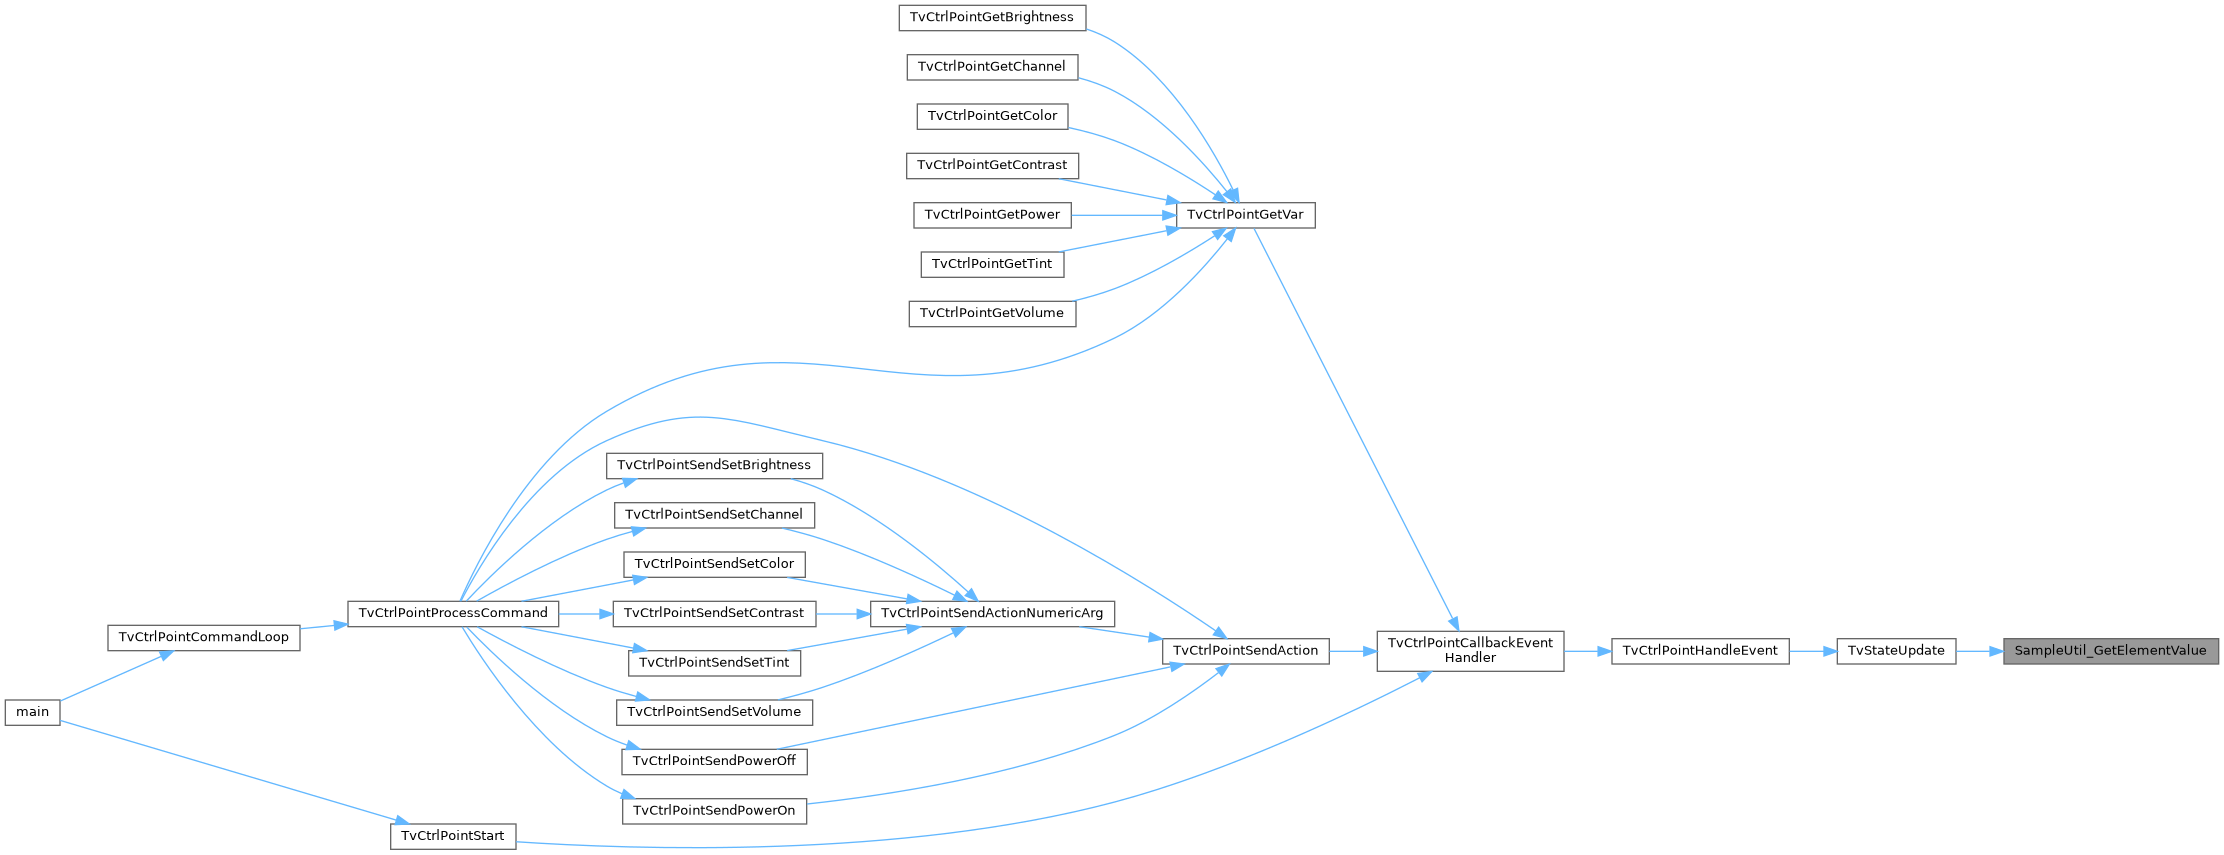 TvCtrlPointGetBrightness
TvCtrlPointGetChannel
TvCtrlPointGetColor
TvCtrlPointGetContrast
TvCtrlPointGetPower
TvCtrlPointGetVar
TvCtrlPointGetTint
TvCtrlPointGetVolume
TvCtrlPointSendSetBrightness
TvCtrlPointSendSetChannel
TvCtrlPointSendSetColor
TvCtrlPointProcessCommand
TvCtrlPointSendSetContrast
TvCtrlPointSendActionNumericArg
TvCtrlPointCommandLoop
TvCtrlPointSendSetTint
TvCtrlPointSendAction
TvCtrlPointCallbackEvent
Handler
TvCtrlPointHandleEvent
TvStateUpdate
SampleUtil_GetElementValue
main
TvCtrlPointSendSetVolume
TvCtrlPointSendPowerOff
TvCtrlPointSendPowerOn
TvCtrlPointStart